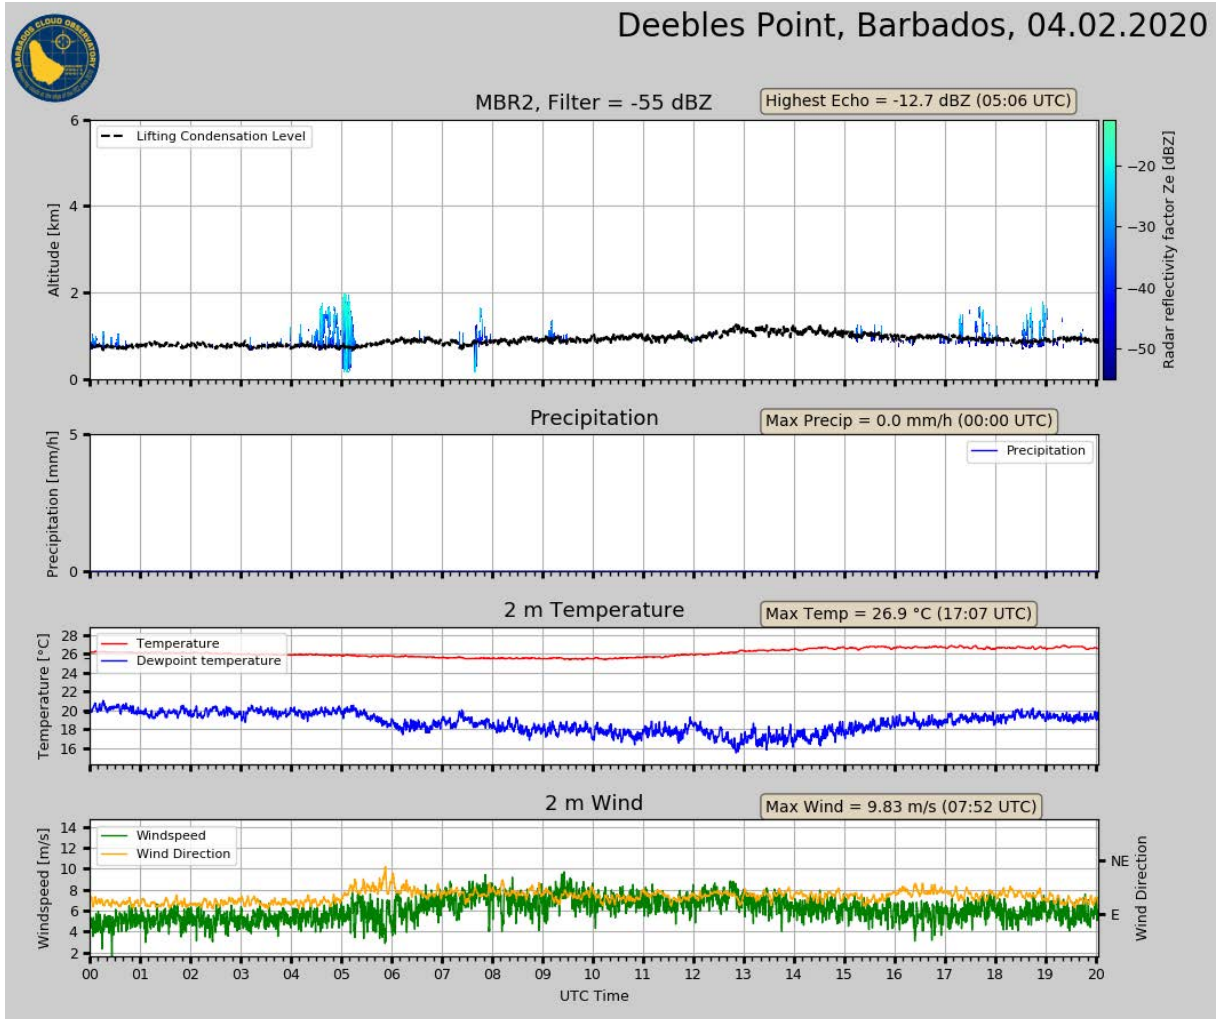 BARBADOS CLOUD OBSERVATORY
Deebles Point, Barbados, 04.02.2020
MBR2, Filter = -55 dBZ
Highest Echo = -12.7 dBZ (05:06 UTC)
Lifting Condensation Level
6
4
2
0
Altitude [km]
−20
−30
−40
−50
Radar reflectivity factor Ze [dBZ]
Precipitation
Max Precip = 0.0 mm/h (00:00 UTC)
Precipitation
5
0
Precipitation [mm/h]
2 m Temperature
Max Temp = 26.9 °C (17:07 UTC)
Temperature
Dewpoint temperature
28
26
24
22
20
18
16
Temperature [°C]
2 m Wind
Max Wind = 9.83 m/s (07:52 UTC)
Windspeed
Wind Direction
14
12
10
8
6
4
2
Windspeed [m/s]
NE
E
Wind Direction
00 01 02 03 04 05 06 07 08 09 10 11 12 13 14 15 16 17 18 19 20
UTC Time